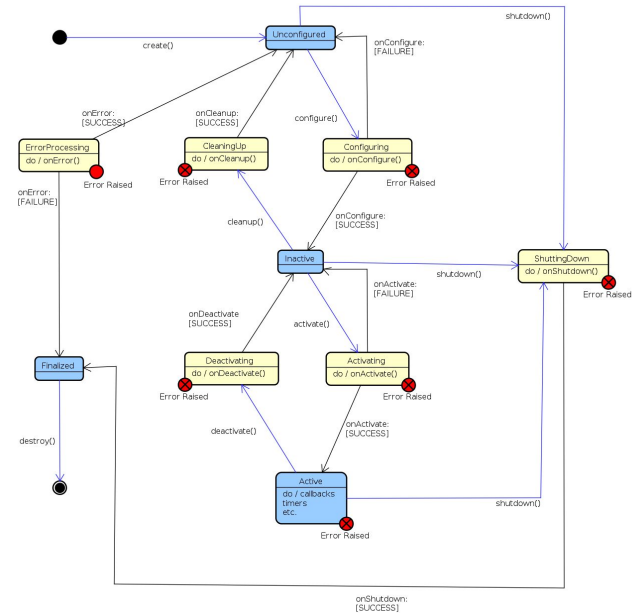 shutdown()
Unconfigured
create()
onConfigure:
[FAILURE]
onError:
[SUCCESS]
onCleanup:
[SUCCESS]
configure()
ErrorProcessing
do / onError()
Error Raised
CleaningUp
do / onCleanup()
Error Raised
Configuring
do / onConfigure()
Error Raised
onError:
[FAILURE]
cleanup()
onConfigure:
[SUCCESS]
Inactive
shutdown()
ShuttingDown
do / onShutdown()
Error Raised
onActivate:
[FAILURE]
onDeactivate
[SUCCESS]
activate()
Finalized
Deactivating
do / onDeactivate()
Error Raised
Activating
do / onActivate()
Error Raised
destroy()
deactivate()
onActivate:
[SUCCESS]
Active
do / callbacks
timers
etc.
Error Raised
shutdown()
onShutdown:
[SUCCESS]